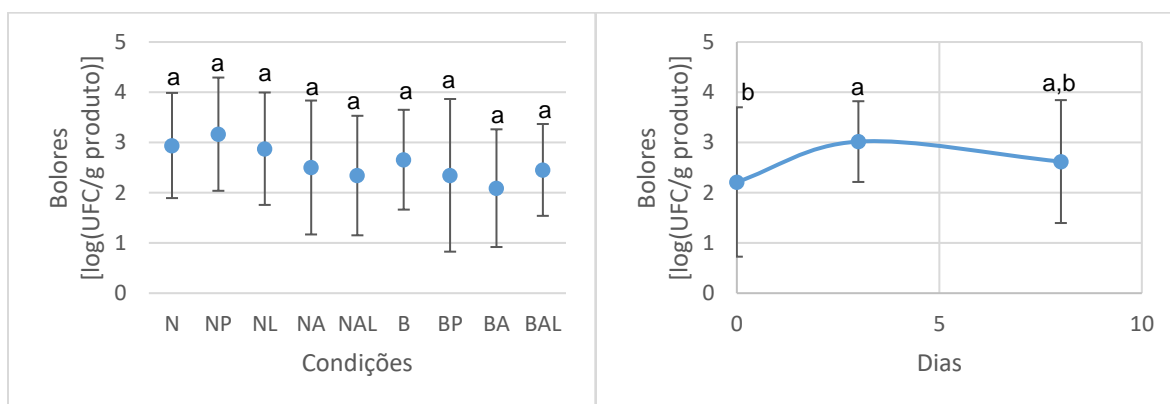 5
4
3
2
1
0
Bolores
[log(UFC/g produto)]
a a a a a a a a a
N NP NL NA NAL B BP BA BAL
Condições
5
4
3
2
1
0
Bolores
[log(UFC/g produto)]
b a a,b
0 5 10
Dias